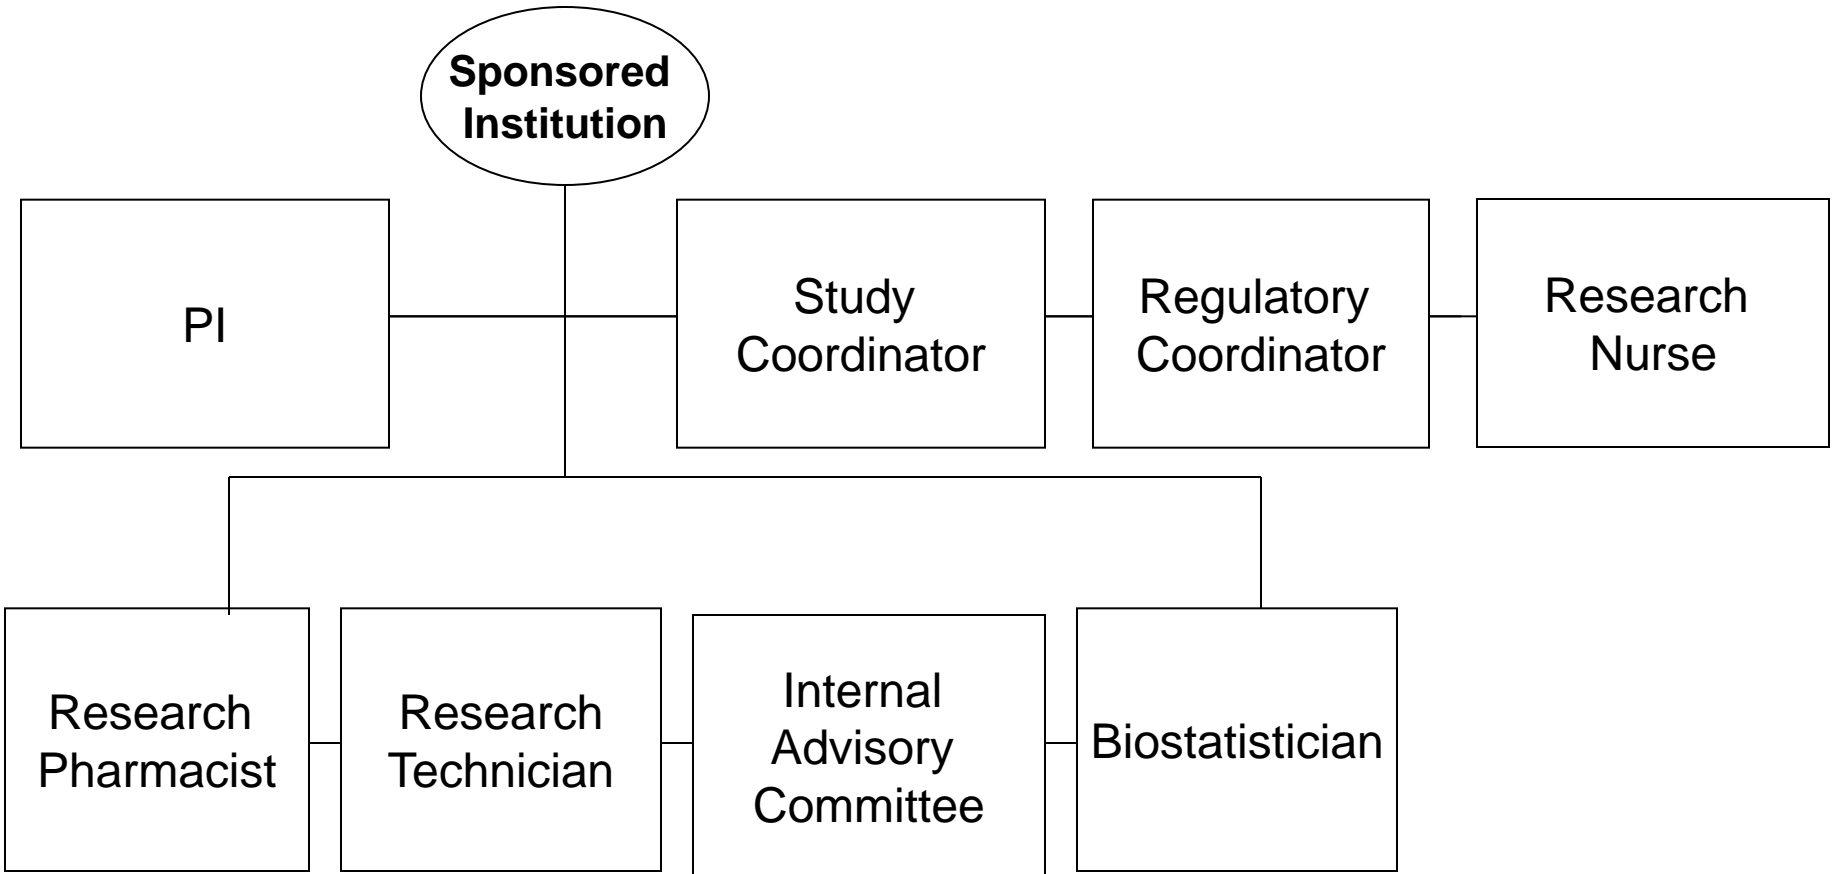 Sponsored
Institution
PI
Study
Coordinator
Regulatory
Coordinator
Research
Nurse
Research
Pharmacist
Research
Technician
Internal
Advisory
Committee
Biostatistician